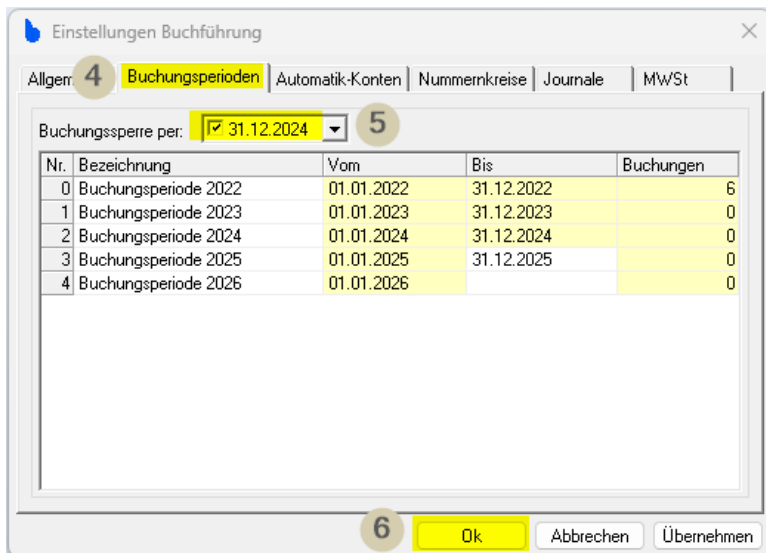 Einstellungen Buchführung
4 Buchungsperioden Automatik-Konten Nummernkreise Journale MWSt
Buchungssperre per: 31.12.2024 5
Nr. Bezeichnung Vom Bis Buchungen
0 Buchungsperiode 2022 01.01.2022 31.12.2022 6
1 Buchungsperiode 2023 01.01.2023 31.12.2023 0
2 Buchungsperiode 2024 01.01.2024 31.12.2024 0
3 Buchungsperiode 2025 01.01.2025 31.12.2025 0
4 Buchungsperiode 2026 01.01.2026 0
6 Ok Abbrechen Übernehmen